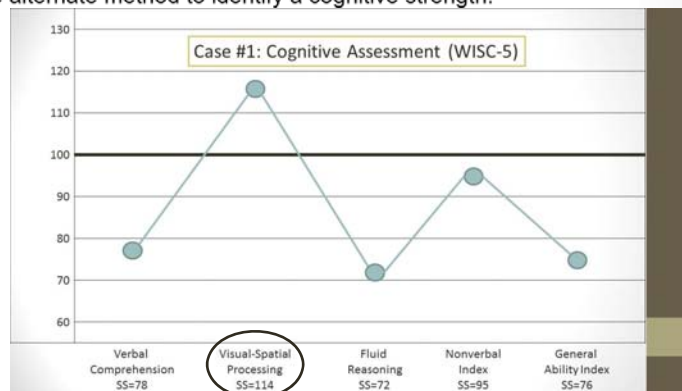 alternate method to identify a cognitive strength.
Case #1: Cognitive Assessment (WISC-5)
130
120
110
100
90
80
70
60
Verbal
Comprehension
SS=78
Visual-Spatial
Processing
SS=114
Fluid
Reasoning
SS=72
Nonverbal
Index
SS=95
General
Ability Index
SS=76